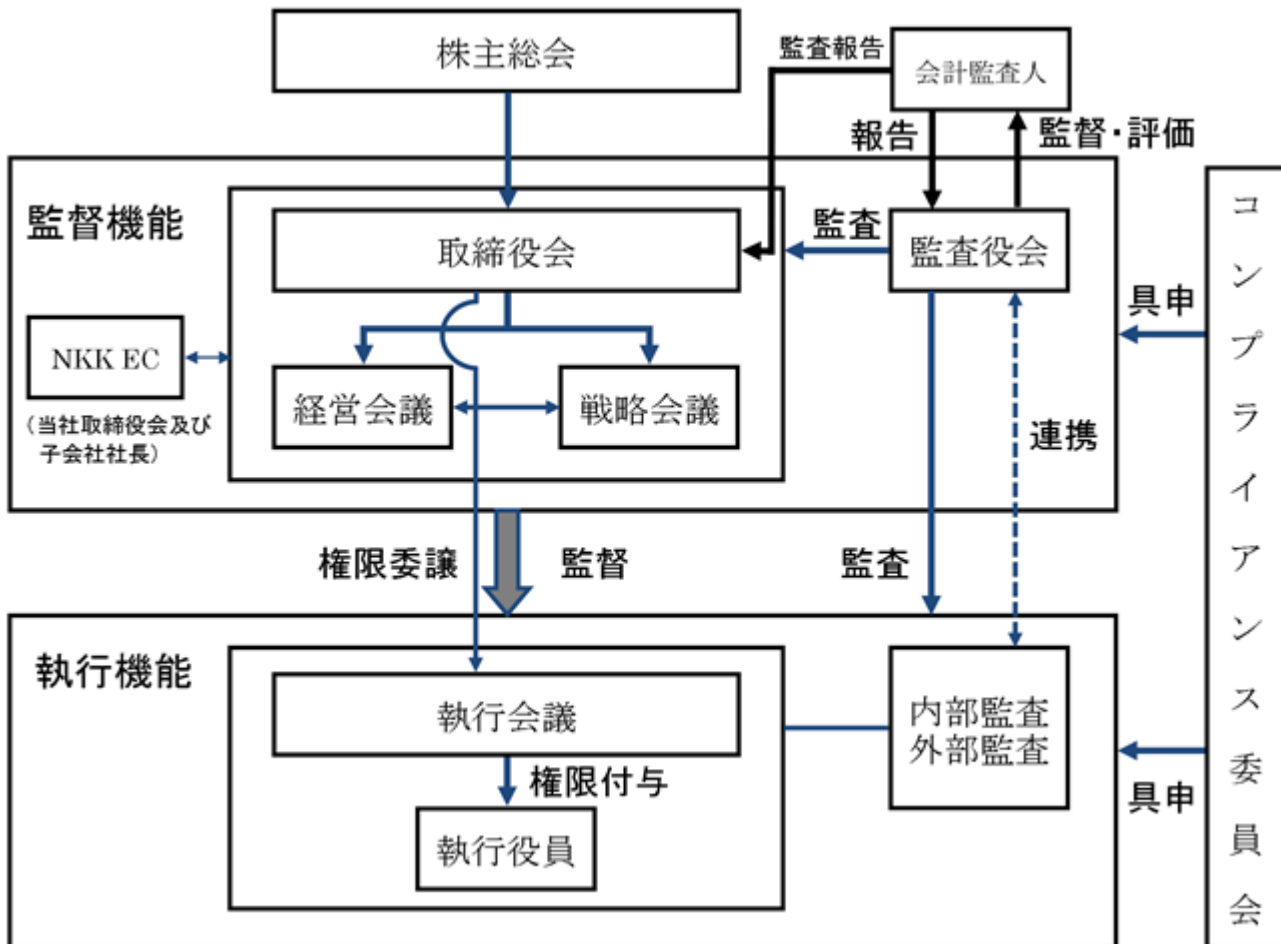 株主総会
監査報告
会計監査人
報告
監督・評価
監督機能
取締役会
監査
監査役会
具申
NKK EC
(当社取締役会及び
子会社社長)
経営会議
戦略会議
連携
権限委譲
監督
監査
執行機能
執行会議
内部監査
外部監査
権限付与
執行役員
具申
コンプライアンス委員会